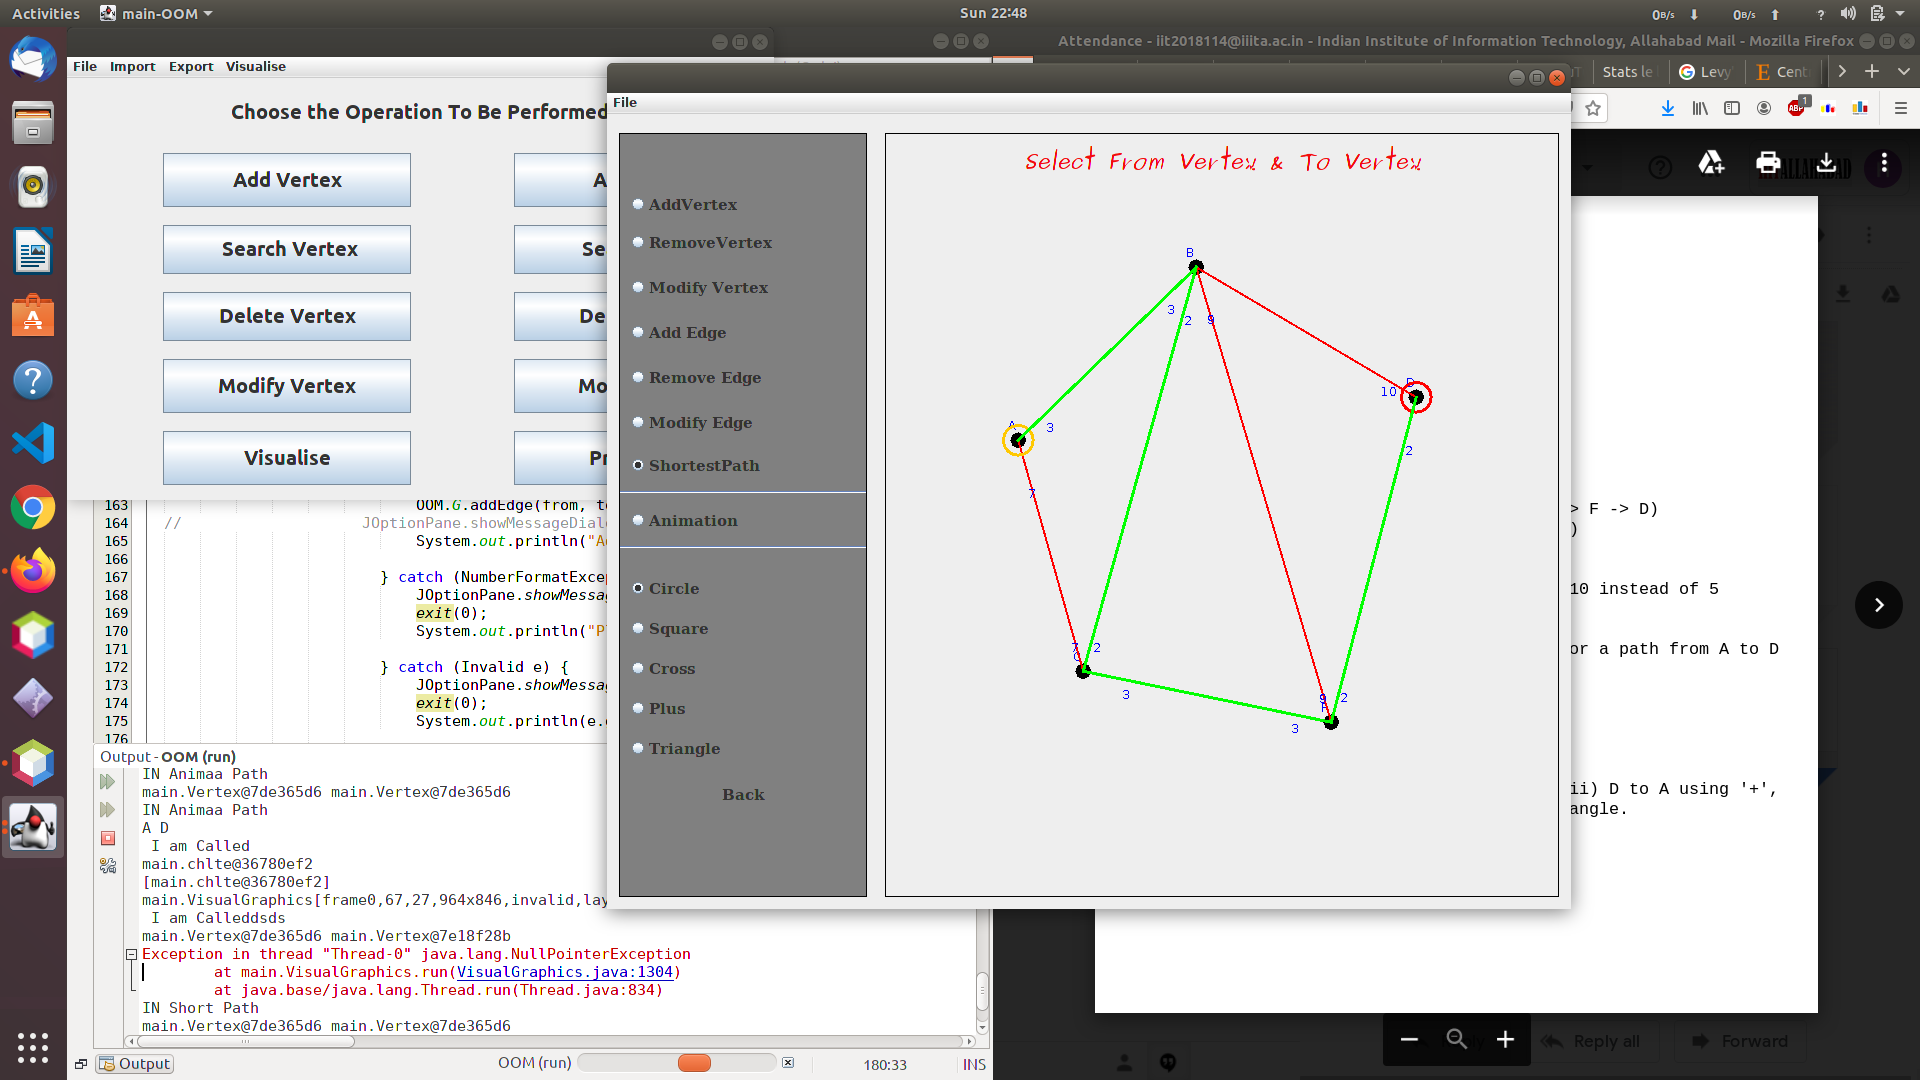 Activities
main-OOM
Sun 22:48
0B/s
0B/s
Attendance - iit2018114@iiita.ac.in - Indian Institute of Information Technology, Allahabad Mail - Mozilla Firefox
Stats le
Levy
Cent
ABP
1
File Import Export Visualise
Choose the Operation To Be Performed
Add Vertex
Search Vertex
Delete Vertex
Modify Vertex
Visualise
A
Se
De
Mo
Pr
File
AddVertex
RemoveVertex
Modify Vertex
Add Edge
Remove Edge
Modify Edge
ShortestPath
Animation
Circle
Square
Cross
Plus
Triangle
Back
Select From Vertex & To Vertex
B
3
2
9
D
10
A
3
2
7
7
2
C
3
9
2
F
3
163 OOM.G.addEdge(from, to
164 // JOptionPane.showMessageDial
165 System.out.println("A
166
167 } catch (NumberFormatExcep
168 JOptionPane.showMessa
169 exit(0);
170 System.out.println("P
171
172 } catch (Invalid e) {
173 JOptionPane.showMessa
174 exit(0);
175 System.out.println(e.
176
Output - OOM (run)
IN Animaa Path
main.Vertex@7de365d6 main.Vertex@7de365d6
IN Animaa Path
A D
I am Called
main.chlte@36780ef2
[main.chlte@36780ef2]
main.VisualGraphics[frame0,67,27,964x846,invalid,lay
I am Calleddsds
main.Vertex@7de365d6 main.Vertex@7e18f28b
Exception in thread "Thread-0" java.lang.NullPointerException
at main.VisualGraphics.run(VisualGraphics.java:1304)
at java.base/java.lang.Thread.run(Thread.java:834)
IN Short Path
main.Vertex@7de365d6 main.Vertex@7de365d6
Output
OOM (run)
180:33
INS
> F -> D)
)
10 instead of 5
or a path from A to D
ii) D to A using '+',
angle.
Reply all
Forward